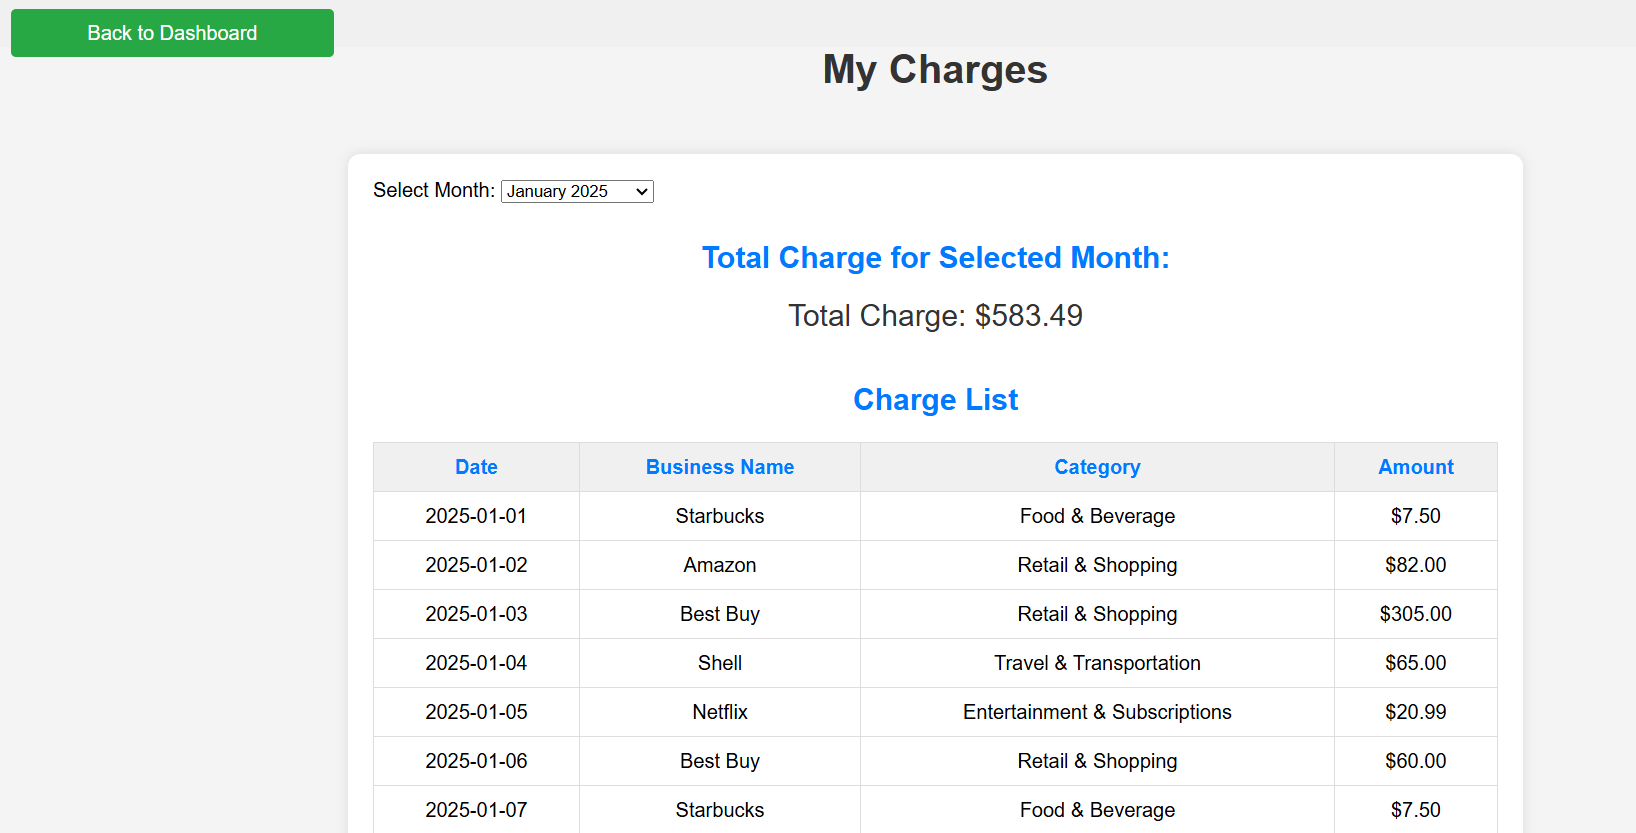 Back to Dashboard
My Charges
Select Month: January 2025
Total Charge for Selected Month:
Total Charge: $583.49
Charge List
Date Business Name Category Amount
2025-01-01 Starbucks Food & Beverage $7.50
2025-01-02 Amazon Retail & Shopping $82.00
2025-01-03 Best Buy Retail & Shopping $305.00
2025-01-04 Shell Travel & Transportation $65.00
2025-01-05 Netflix Entertainment & Subscriptions $20.99
2025-01-06 Best Buy Retail & Shopping $60.00
2025-01-07 Starbucks Food & Beverage $7.50